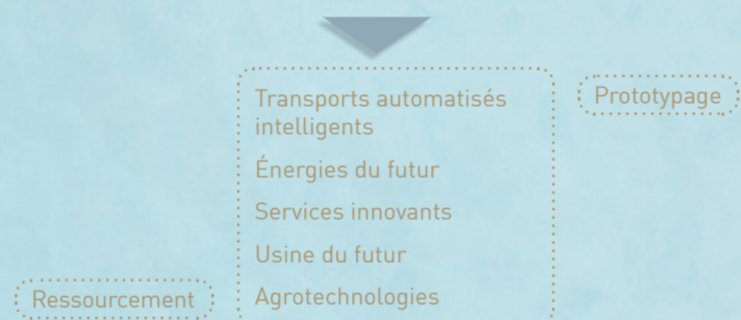 Transports automatisés
intelligents
Énergies du futur
Services innovants
Usine du futur
Agrotechnologies
Prototypage
Ressourcement